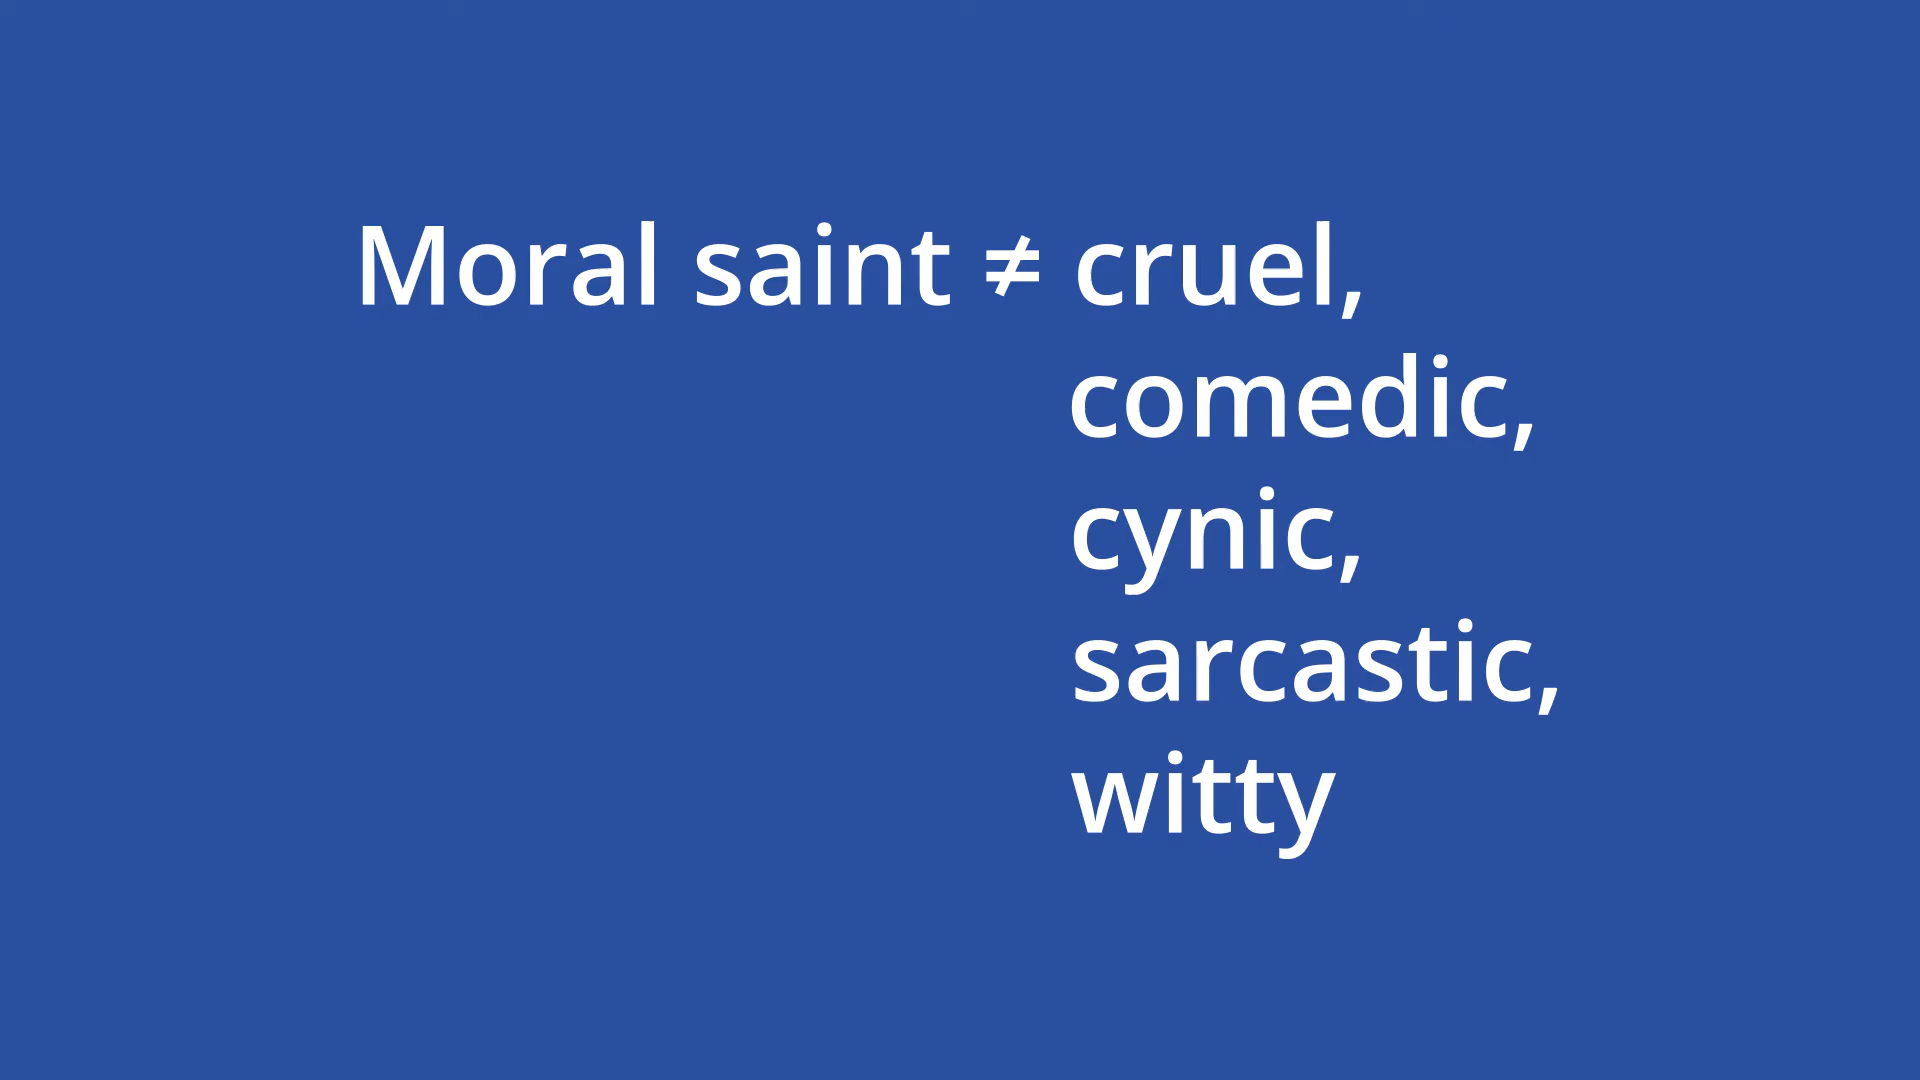 Moral saint ≠ cruel,
comedic,
cynic,
sarcastic,
witty